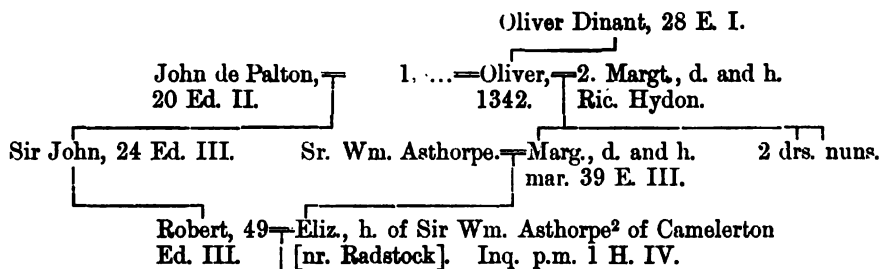 Oliver Dinant, 28 E. I.
John de Palton, 1. ... Oliver, 2. Margt., d. and h.
20 Ed. II. 1342. Ric. Hydon.
Sir John, 24 Ed. III. Sr. Wm. Asthorpe. Marg., d. and h. 2 drs. nuns.
mar. 39 E. III.
Robert, 49 Eliz., h. of Sir Wm. Asthorpe² of Camelerton
Ed. III. [nr. Radstock]. Inq. p.m. 1 H. IV.